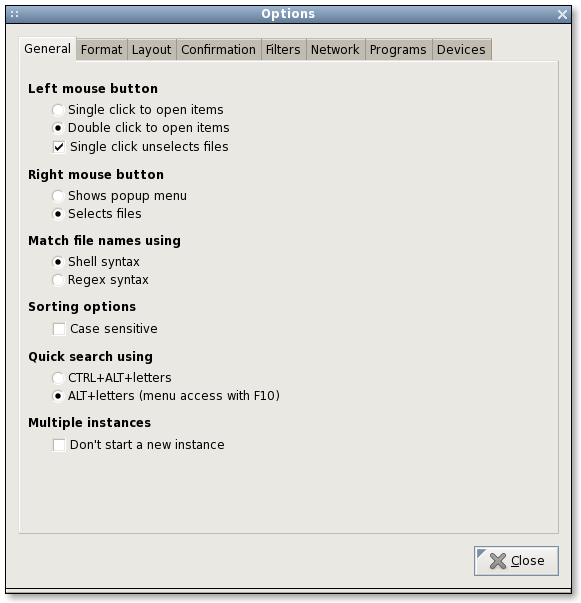 Options
General Format Layout Confirmation Filters Network Programs Devices
Left mouse button
Single click to open items
Double click to open items
Single click unselects files
Right mouse button
Shows popup menu
Selects files
Match file names using
Shell syntax
Regex syntax
Sorting options
Case sensitive
Quick search using
CTRL+ALT+letters
ALT+letters (menu access with F10)
Multiple instances
Don't start a new instance
Close